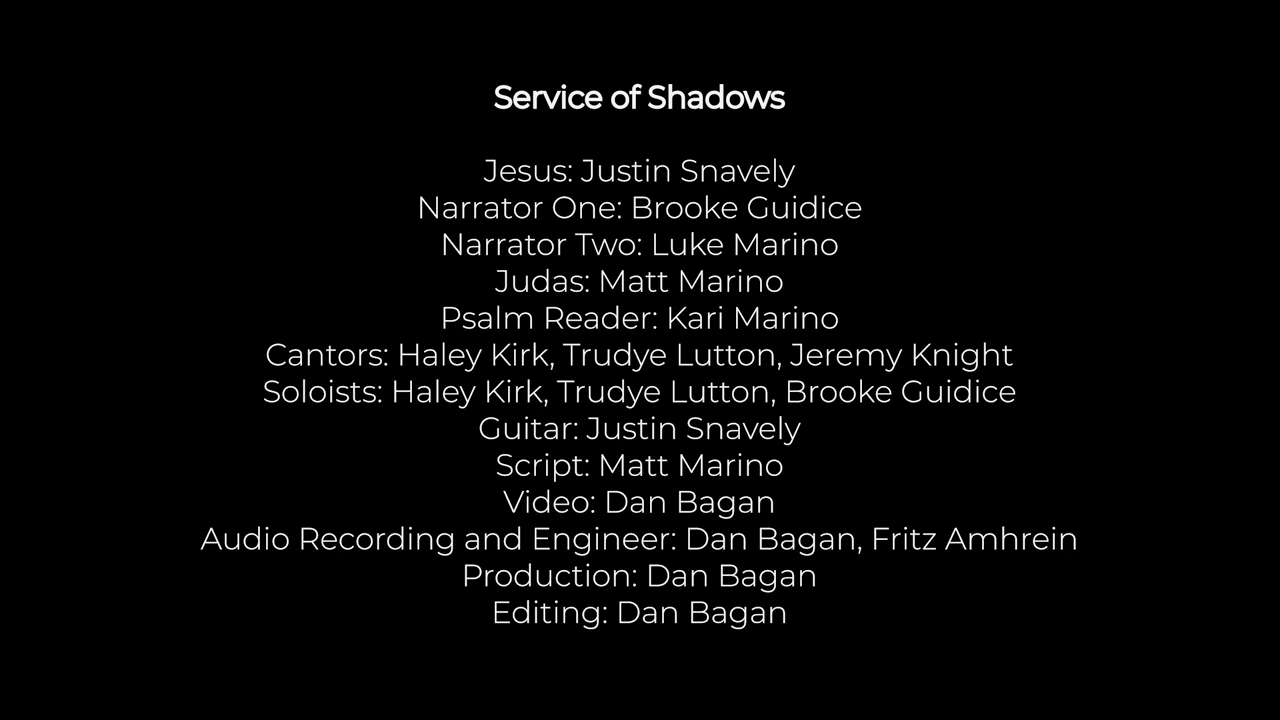 Service of Shadows
Jesus: Justin Snavely
Narrator One: Brooke Guidice
Narrator Two: Luke Marino
Judas: Matt Marino
Psalm Reader: Kari Marino
Cantors: Haley Kirk, Trudye Lutton, Jeremy Knight
Soloists: Haley Kirk, Trudye Lutton, Brooke Guidice
Guitar: Justin Snavely
Script: Matt Marino
Video: Dan Bagan
Audio Recording and Engineer: Dan Bagan, Fritz Amhrein
Production: Dan Bagan
Editing: Dan Bagan